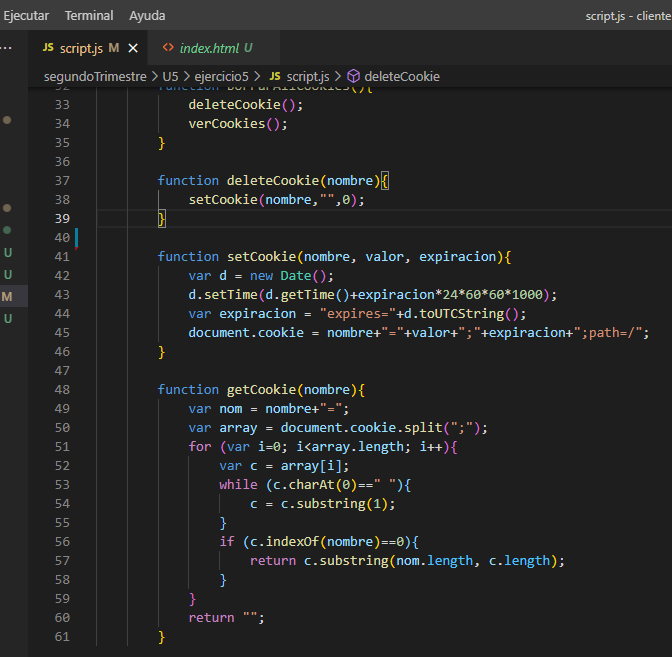 Ejecutar Terminal Ayuda script.js - cliente
JS script.js M × <> index.html U
segundoTrimestre > U5 > ejercicio5 > JS script.js > deleteCookie
32 function borrarAllCookies(){
33 deleteCookie();
34 verCookies();
35 }
36
37 function deleteCookie(nombre){
38 setCookie(nombre,"",0);
39 }
40
41 function setCookie(nombre, valor, expiracion){
42 var d = new Date();
43 d.setTime(d.getTime()+expiracion*24*60*60*1000);
44 var expiracion = "expires="+d.toUTCString();
45 document.cookie = nombre+"="+valor+";"+expiracion+";path=/";
46 }
47
48 function getCookie(nombre){
49 var nom = nombre+"=";
50 var array = document.cookie.split(";");
51 for (var i=0; i<array.length; i++){
52 var c = array[i];
53 while (c.charAt(0)==" "){
54 c = c.substring(1);
55 }
56 if (c.indexOf(nombre)==0){
57 return c.substring(nom.length, c.length);
58 }
59 }
60 return "";
61 }
U
U
M
U